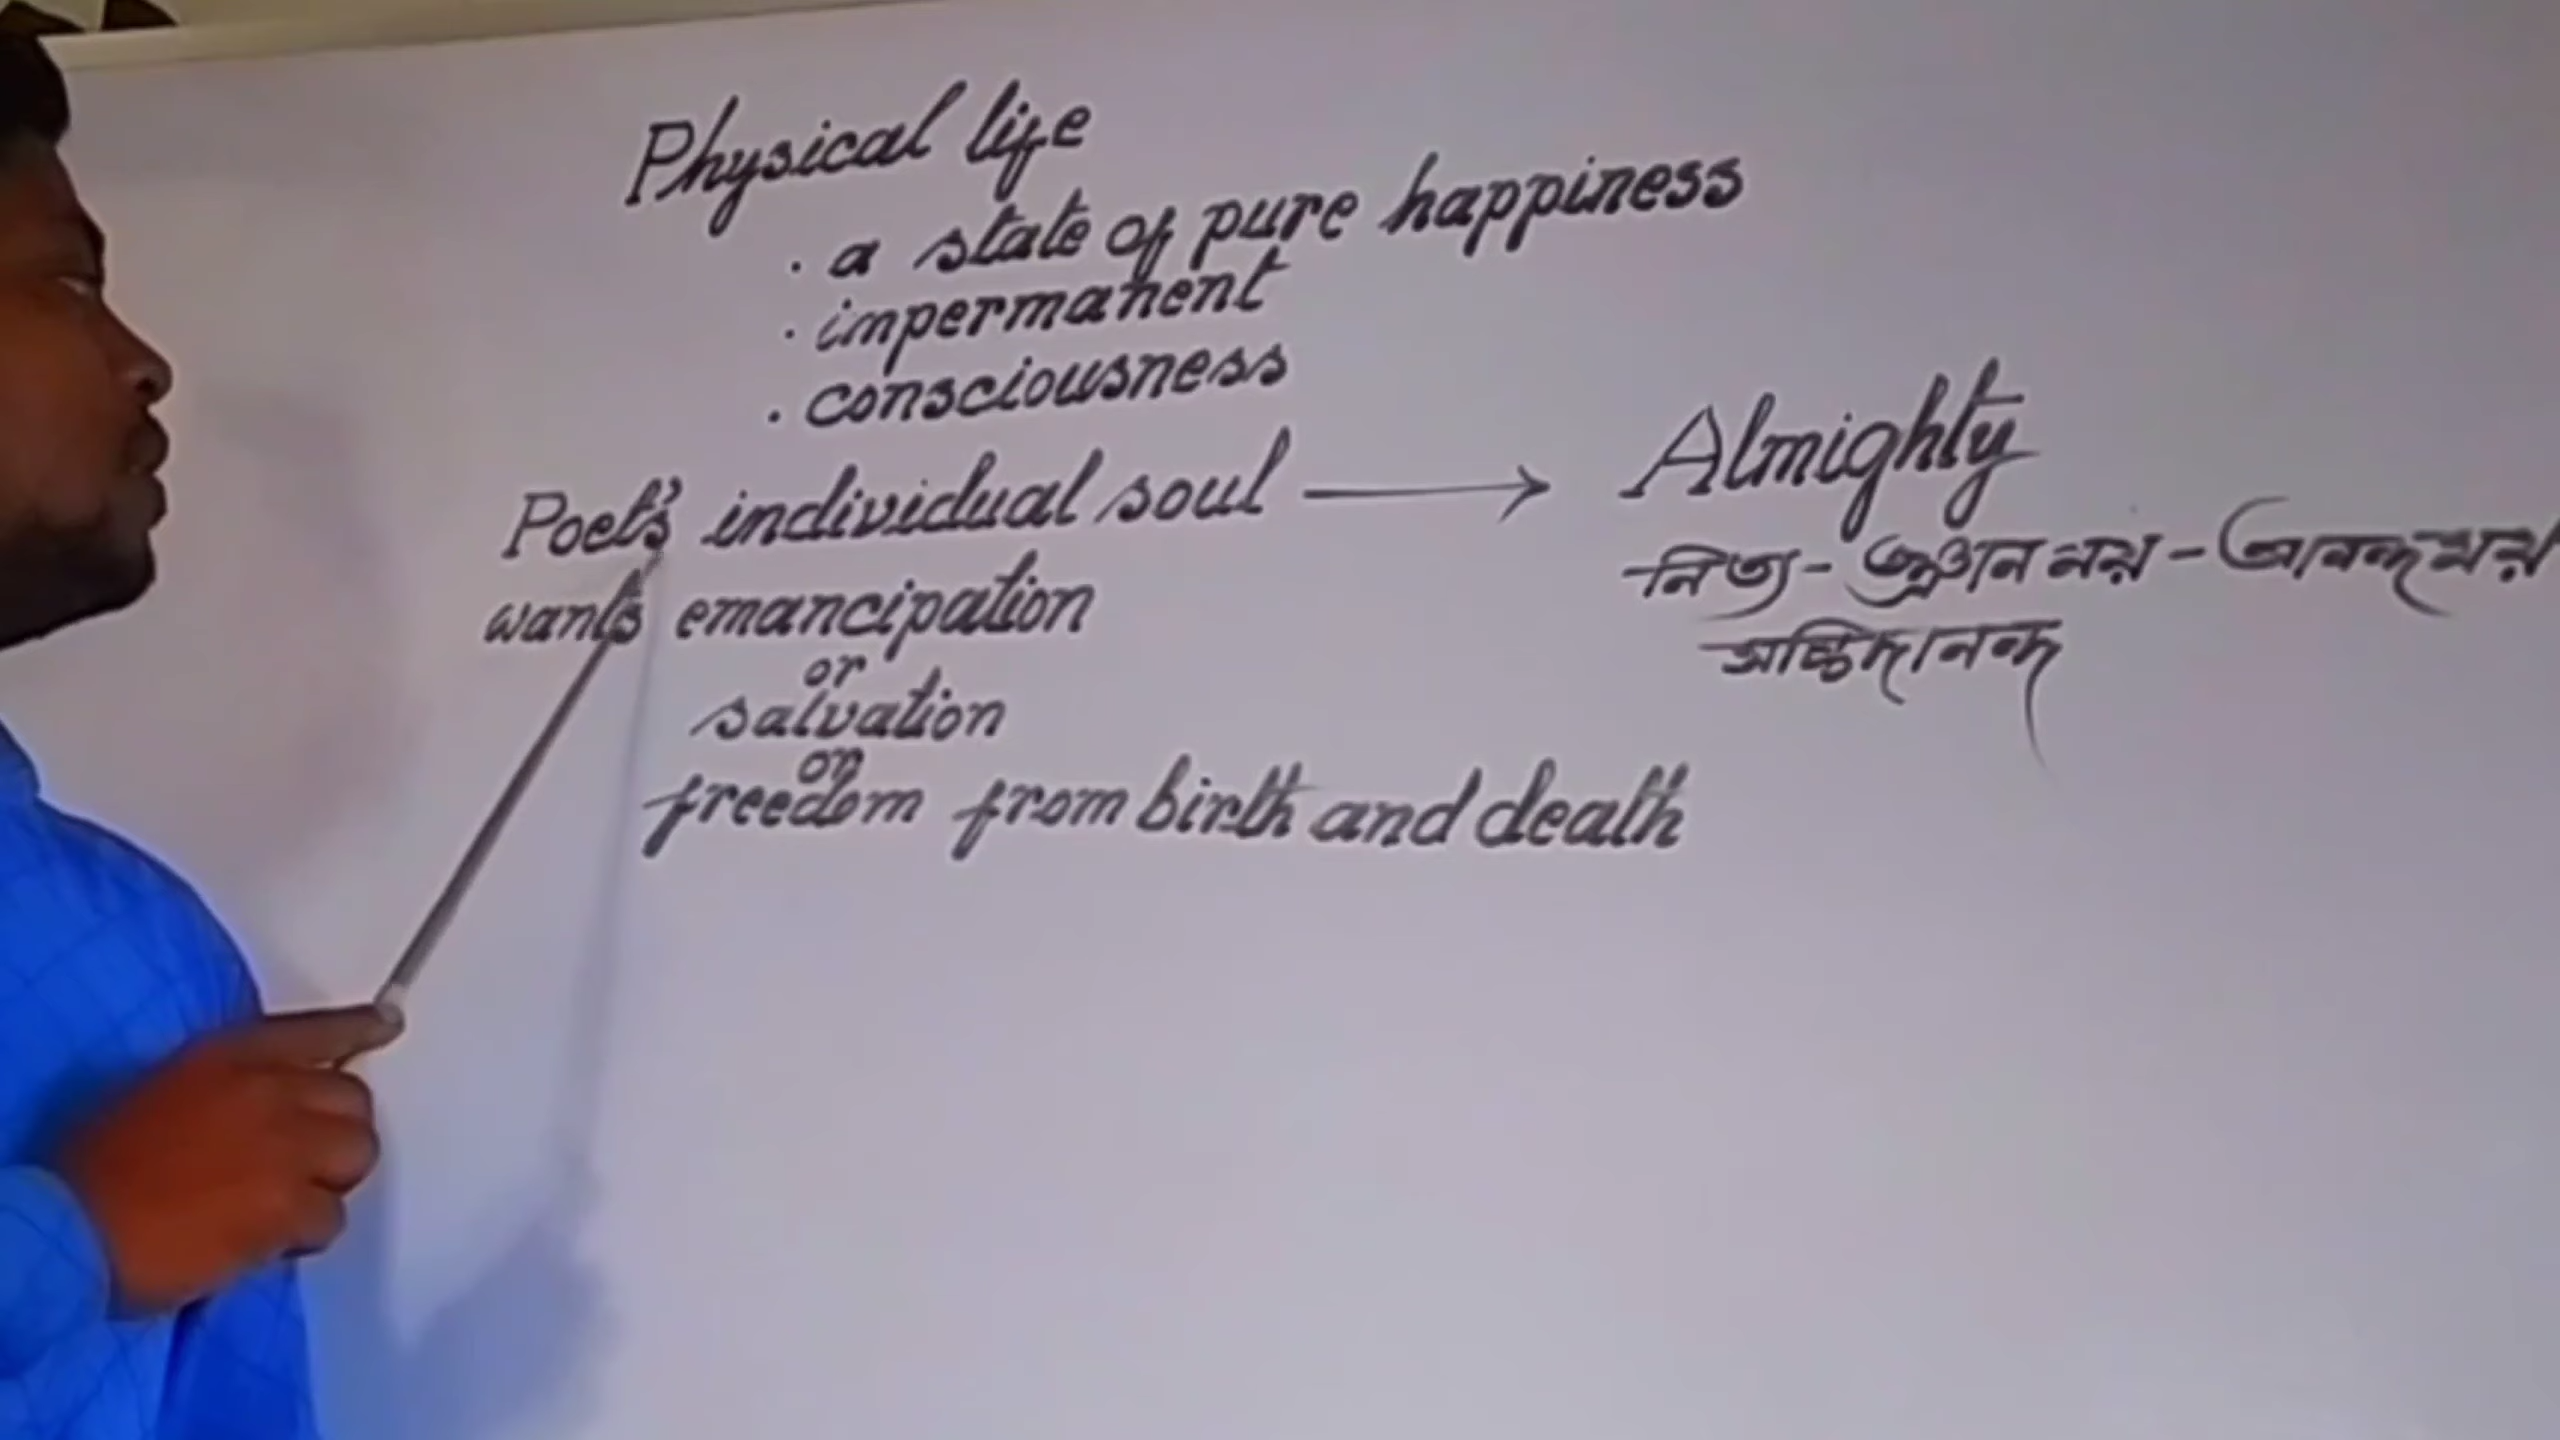 Physical life
. a state of pure happiness
. impermanent
. consciousness
Poet's individual soul → Almighty
-নিত্য - জ্ঞানময় - আনন্দময়
সচ্চিদানন্দ
wants emancipation
or
salvation
or
freedom from birth and death